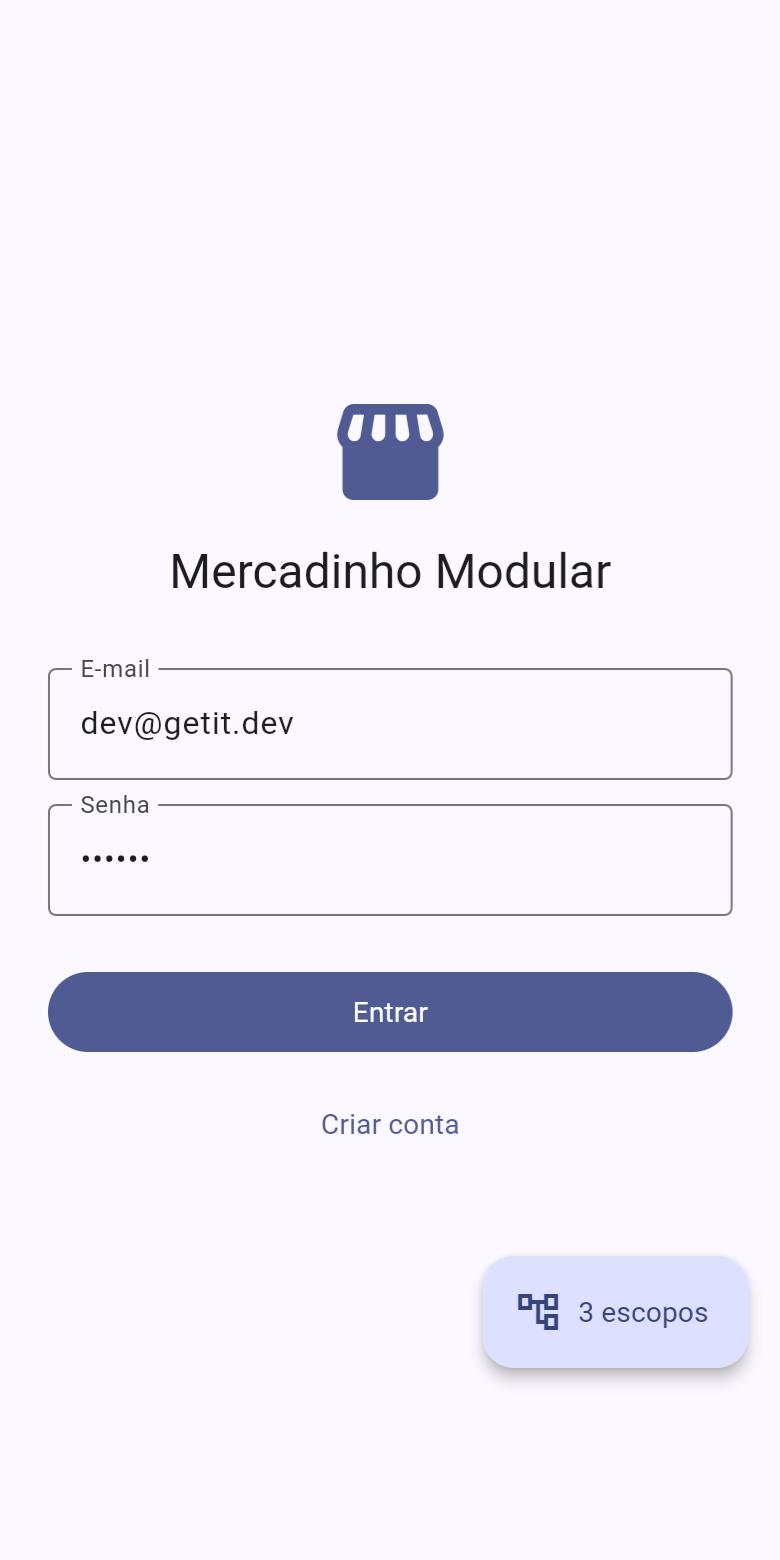 Mercadinho Modular
E-mail
dev@getit.dev
Senha
••••••
Entrar
Criar conta
3 escopos